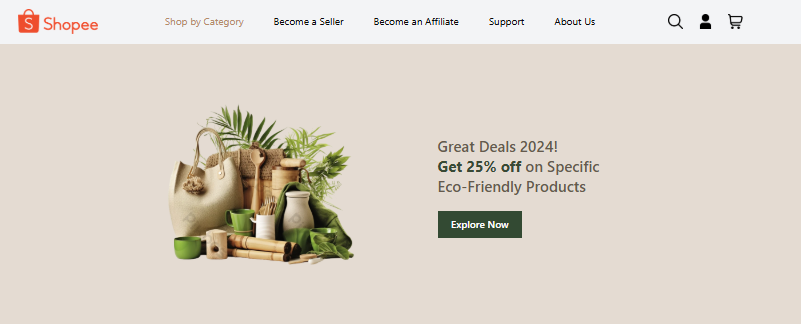 Shopee
Shop by Category
Become a Seller
Become an Affiliate
Support
About Us
Great Deals 2024!
Get 25% off on Specific
Eco-Friendly Products
Explore Now